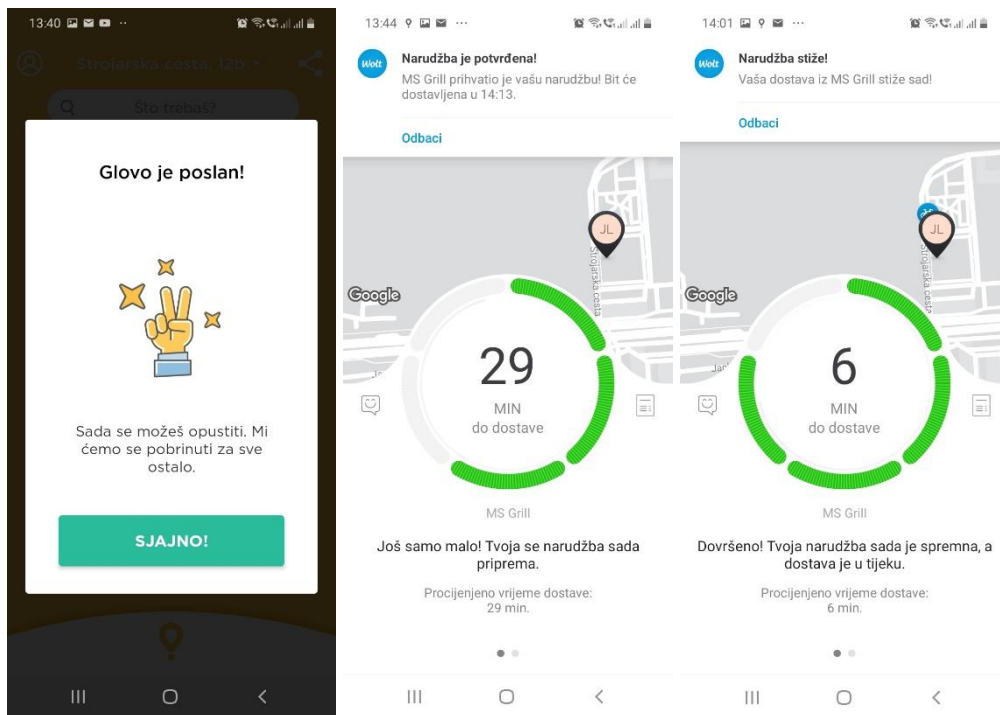 13:40
Strojarska cesta, 12b
Što trebaš?
Glovo je poslan!
Sada se možeš opustiti. Mi
ćemo se pobrinuti za sve
ostalo.
SJAJNO!
13:44
Wolt
Narudžba je potvrđena!
MS Grill prihvatio je vašu narudžbu! Bit će
dostavljena u 14:13.
Odbaci
JL
Strojarska cesta
Google
29
MIN
do dostave
MS Grill
Još samo malo! Tvoja se narudžba sada
priprema.
Procijenjeno vrijeme dostave:
29 min.
14:01
Wolt
Narudžba stiže!
Vaša dostava iz MS Grill stiže sad!
Odbaci
JL
Strojarska cesta
Google
6
MIN
do dostave
MS Grill
Dovršeno! Tvoja narudžba sada je spremna, a
dostava je u tijeku.
Procijenjeno vrijeme dostave:
6 min.